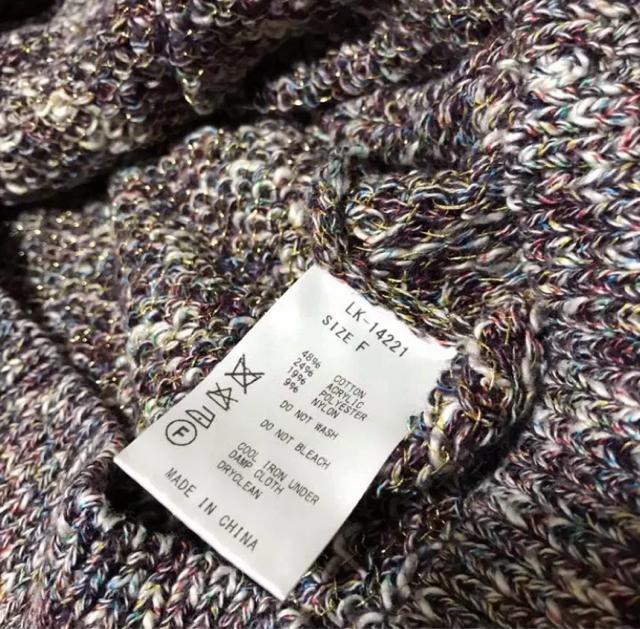 LK-14221
SIZE F
48% COTTON
24% ACRYLIC
19% POLYESTER
9% NYLON
DO NOT WASH
DO NOT BLEACH
COOL IRON UNDER
DAMP CLOTH
DRYCLEAN
F
MADE IN CHINA